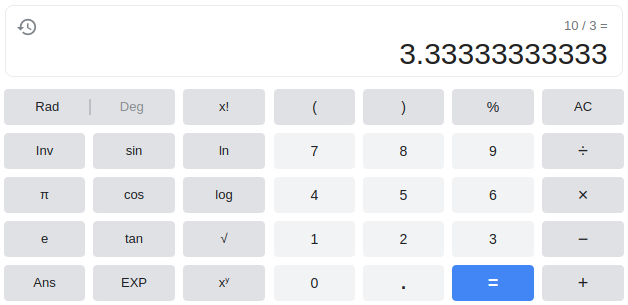 10 / 3 =
3.33333333333
Rad | Deg x! ( ) % AC
Inv sin ln 7 8 9 ÷
π cos log 4 5 6 ×
e tan √ 1 2 3 −
Ans EXP xʸ 0 . = +